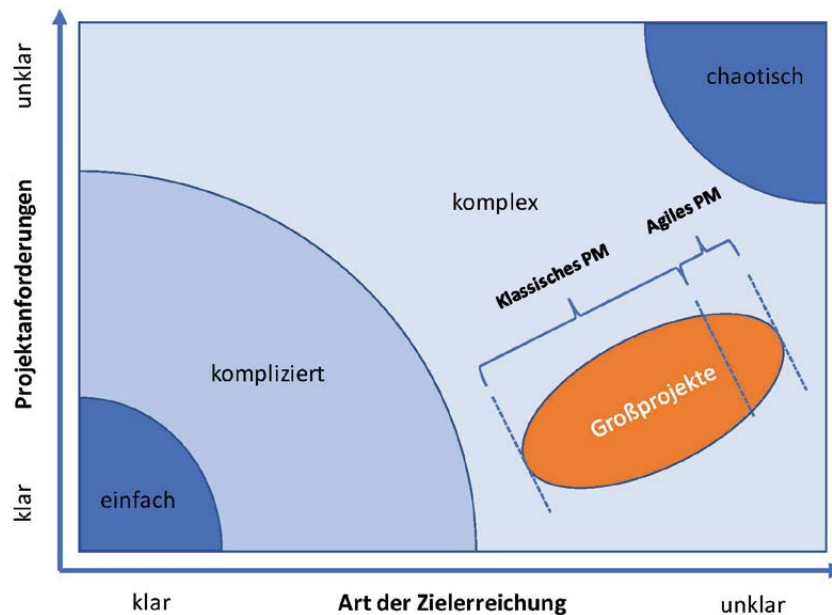 unklar
Projektanforderungen
klar
chaotisch
komplex
Agiles PM
Klassisches PM
kompliziert
Großprojekte
einfach
klar
Art der Zielerreichung
unklar